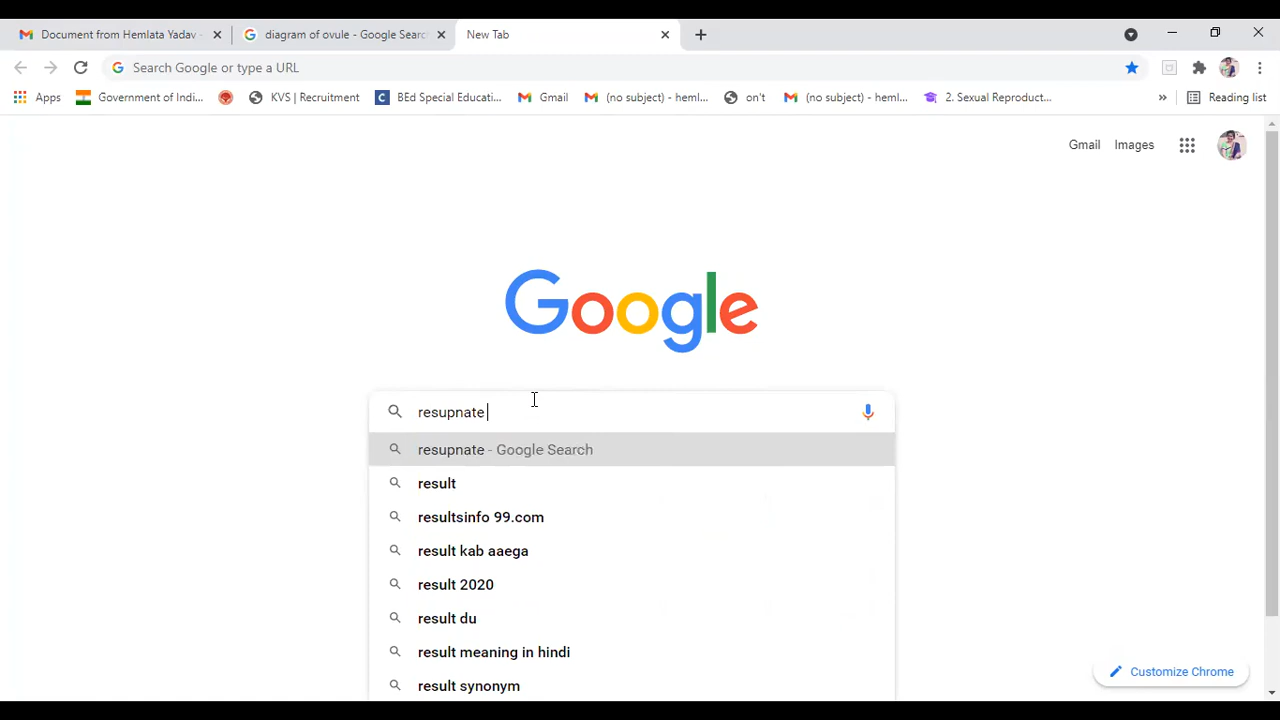 Document from Hemlata Yadav -
diagram of ovule - Google Searc
New Tab
Search Google or type a URL
Apps
Government of Indi...
KVS | Recruitment
BEd Special Educati...
Gmail
(no subject) - heml...
on't
(no subject) - heml...
2. Sexual Reproduct...
»
Reading list
Gmail
Images
Google
resupnate
resupnate - Google Search
result
resultsinfo 99.com
result kab aaega
result 2020
result du
result meaning in hindi
result synonym
Customize Chrome